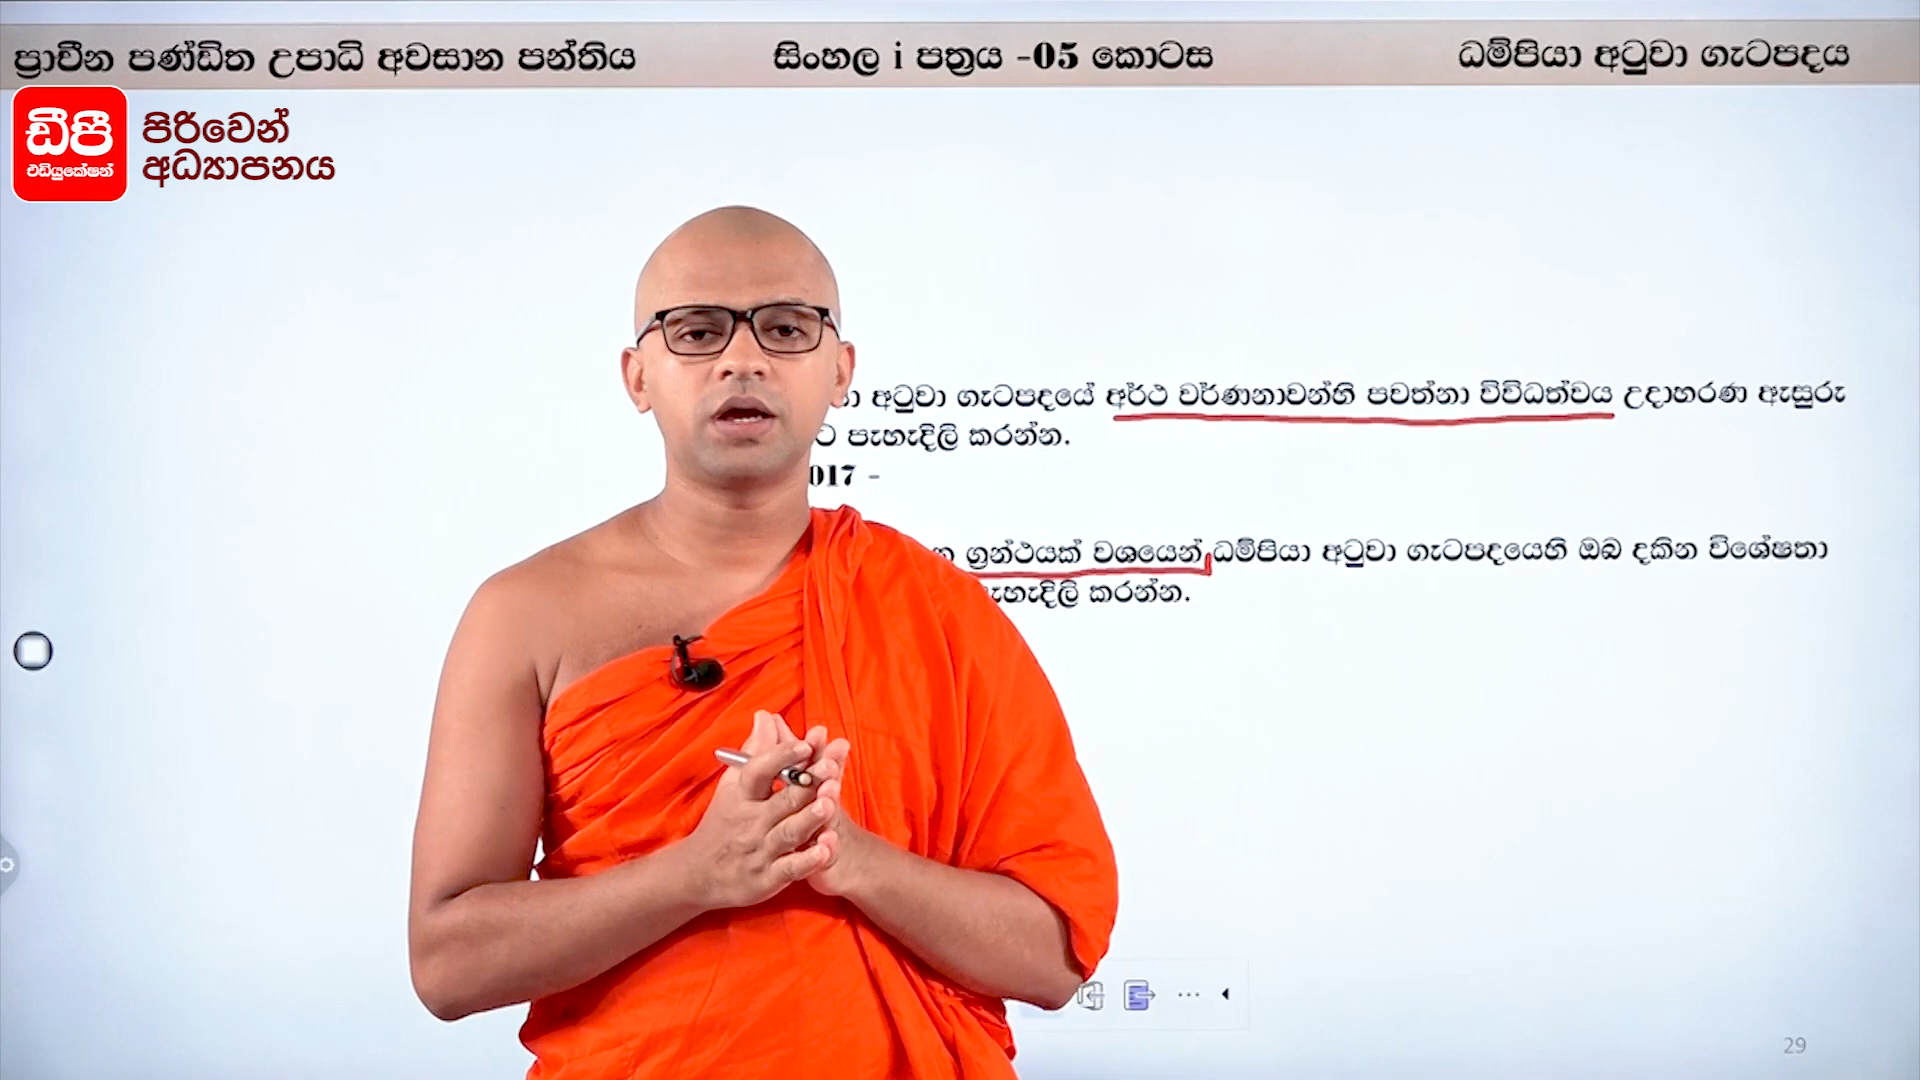 ප්‍රාචීන පණ්ඩිත උපාධි අවසාන පන්තිය
සිංහල i පත්‍රය -05 කොටස
ධම්පියා අටුවා ගැටපදය
ඩීපී
එඩියුකේෂන්
පිරිවෙන්
අධ්‍යාපනය
අටුවා ගැටපදයේ අර්ථ වර්ණනාවන්හි පවත්නා විවිධත්වය උදාහරණ ඇසුරු
පැහැදිලි කරන්න.
017 -
ග්‍රන්ථයක් වශයෙන් ධම්පියා අටුවා ගැටපදයෙහි ඔබ දකින විශේෂතා
පැහැදිලි කරන්න.
29